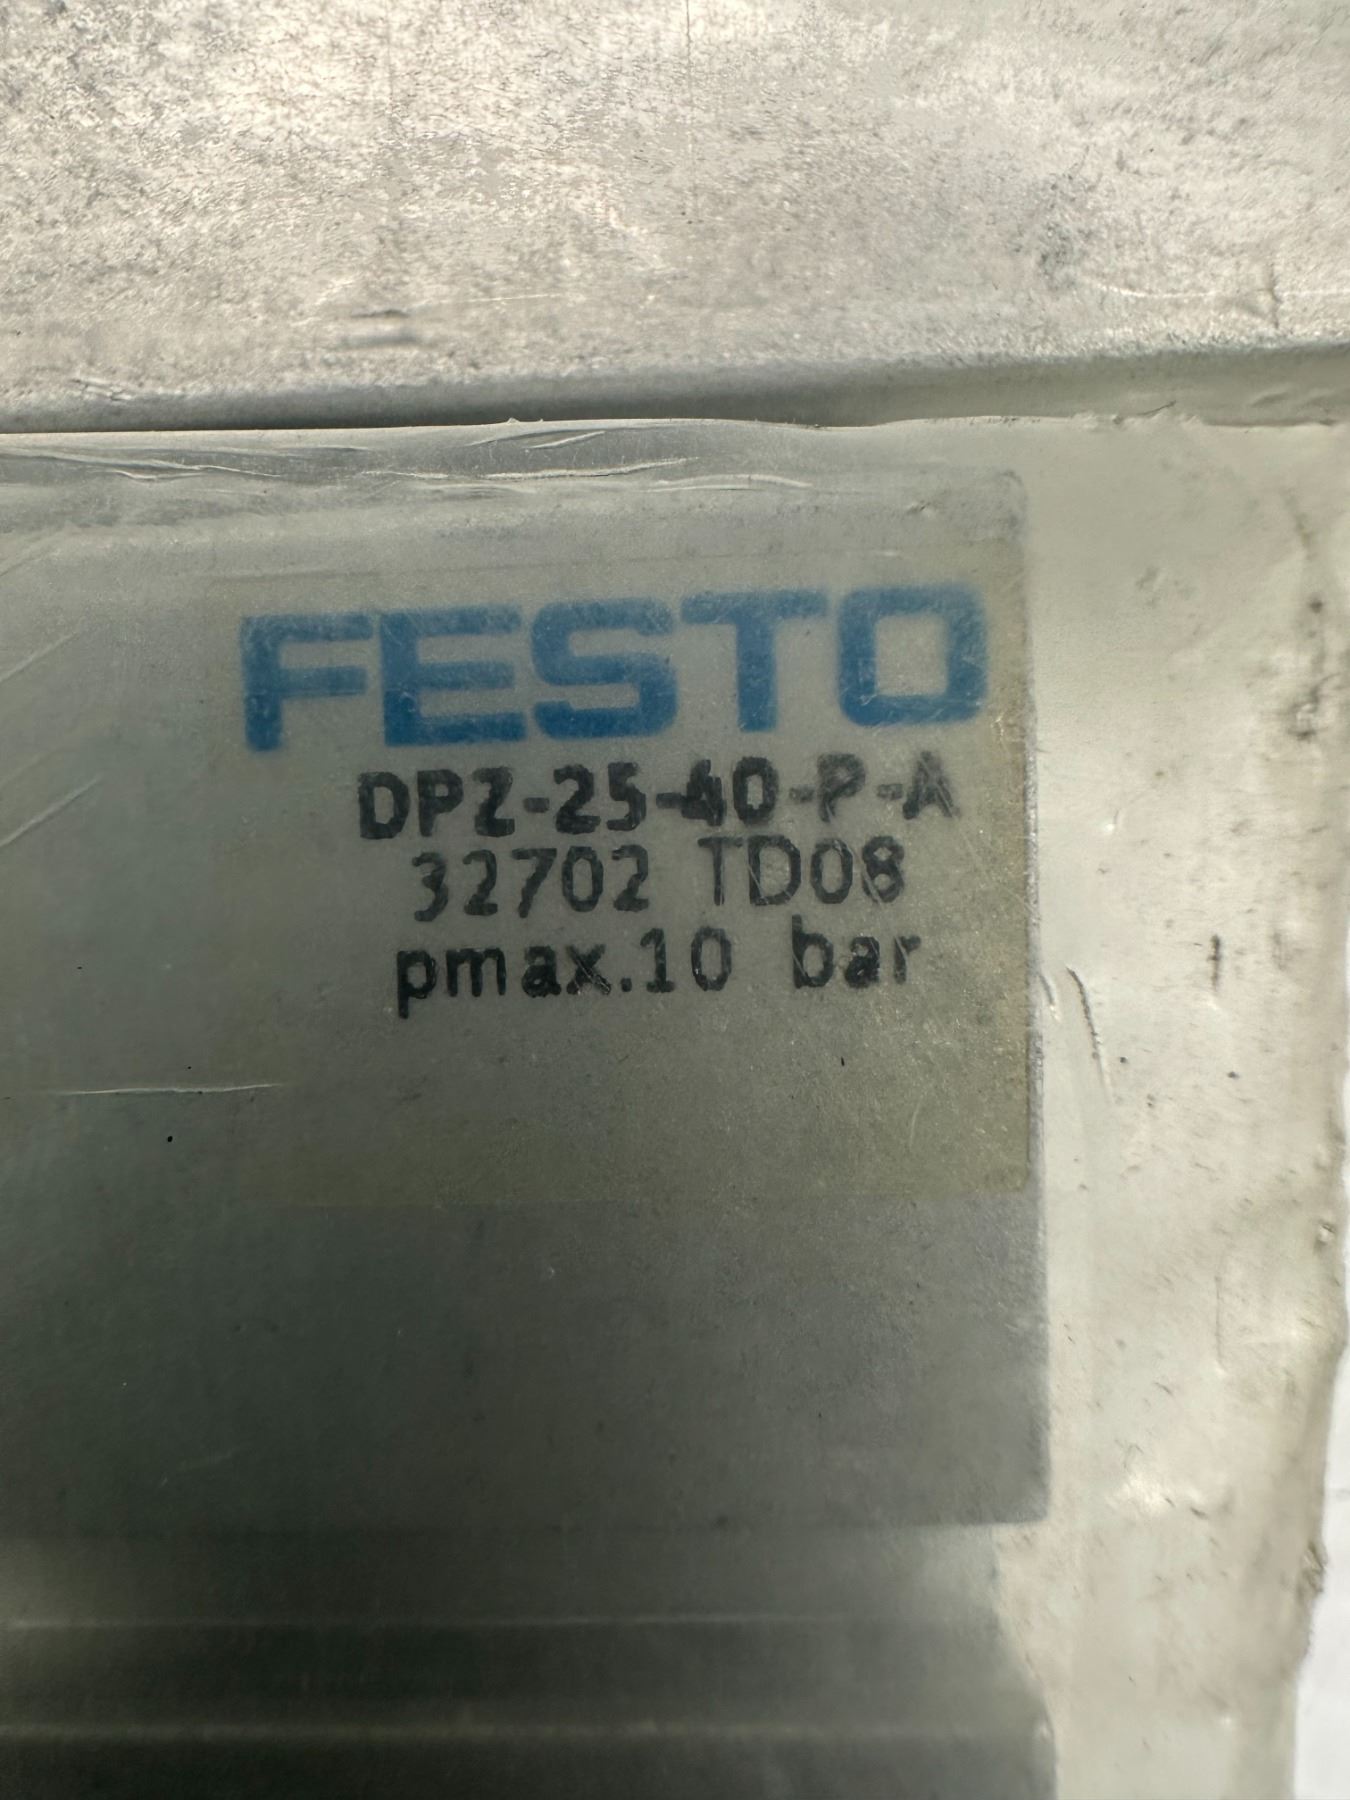 FESTO
DPZ-25-40-P-A
32702 TD08
pmax.10 bar